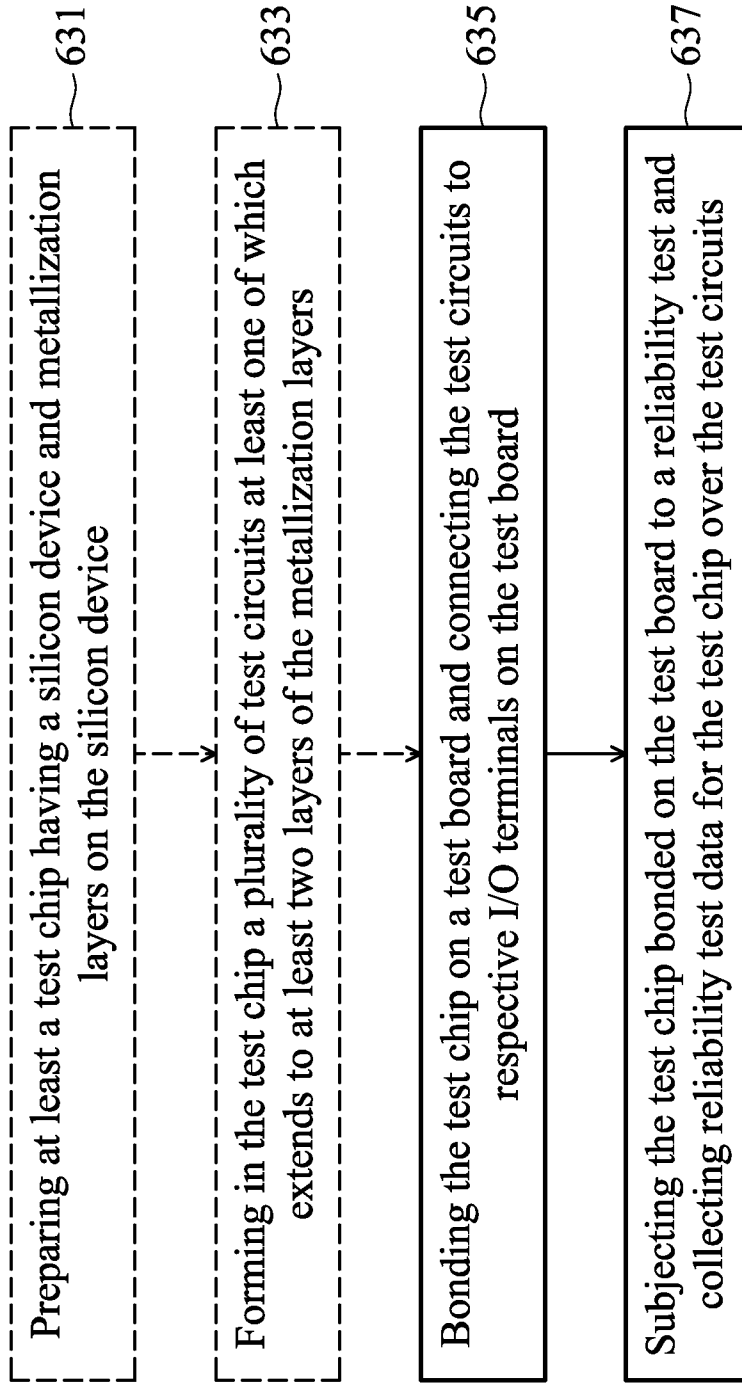 Preparing at least a test chip having a silicon device and metallization
layers on the silicon device
631
Forming in the test chip a plurality of test circuits at least one of which
extends to at least two layers of the metallization layers
633
Bonding the test chip on a test board and connecting the test circuits to
respective I/O terminals on the test board
635
Subjecting the test chip bonded on the test board to a reliability test and
collecting reliability test data for the test chip over the test circuits
637